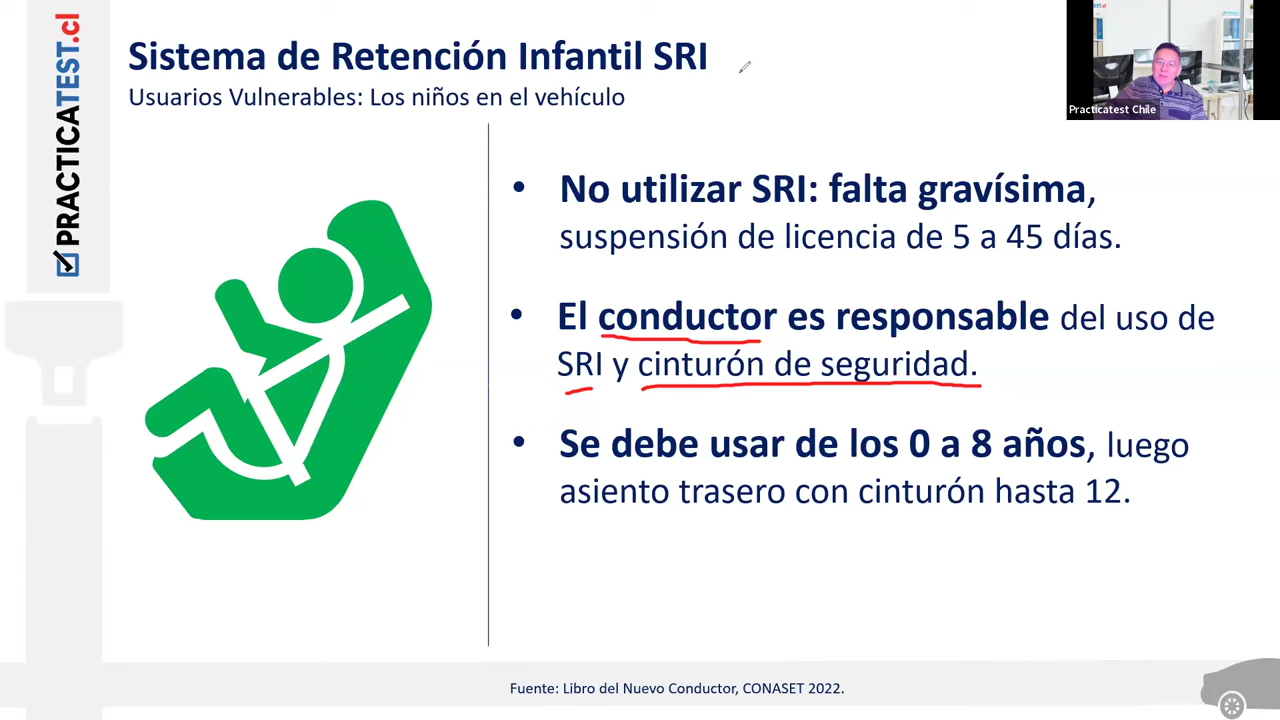 PRACTICATEST.cl
Sistema de Retención Infantil SRI
Usuarios Vulnerables: Los niños en el vehículo
TEST.cl
Practicatest Chile
• No utilizar SRI: falta gravísima,
suspensión de licencia de 5 a 45 días.
• El conductor es responsable del uso de
SRI y cinturón de seguridad.
• Se debe usar de los 0 a 8 años, luego
asiento trasero con cinturón hasta 12.
Fuente: Libro del Nuevo Conductor, CONASET 2022.